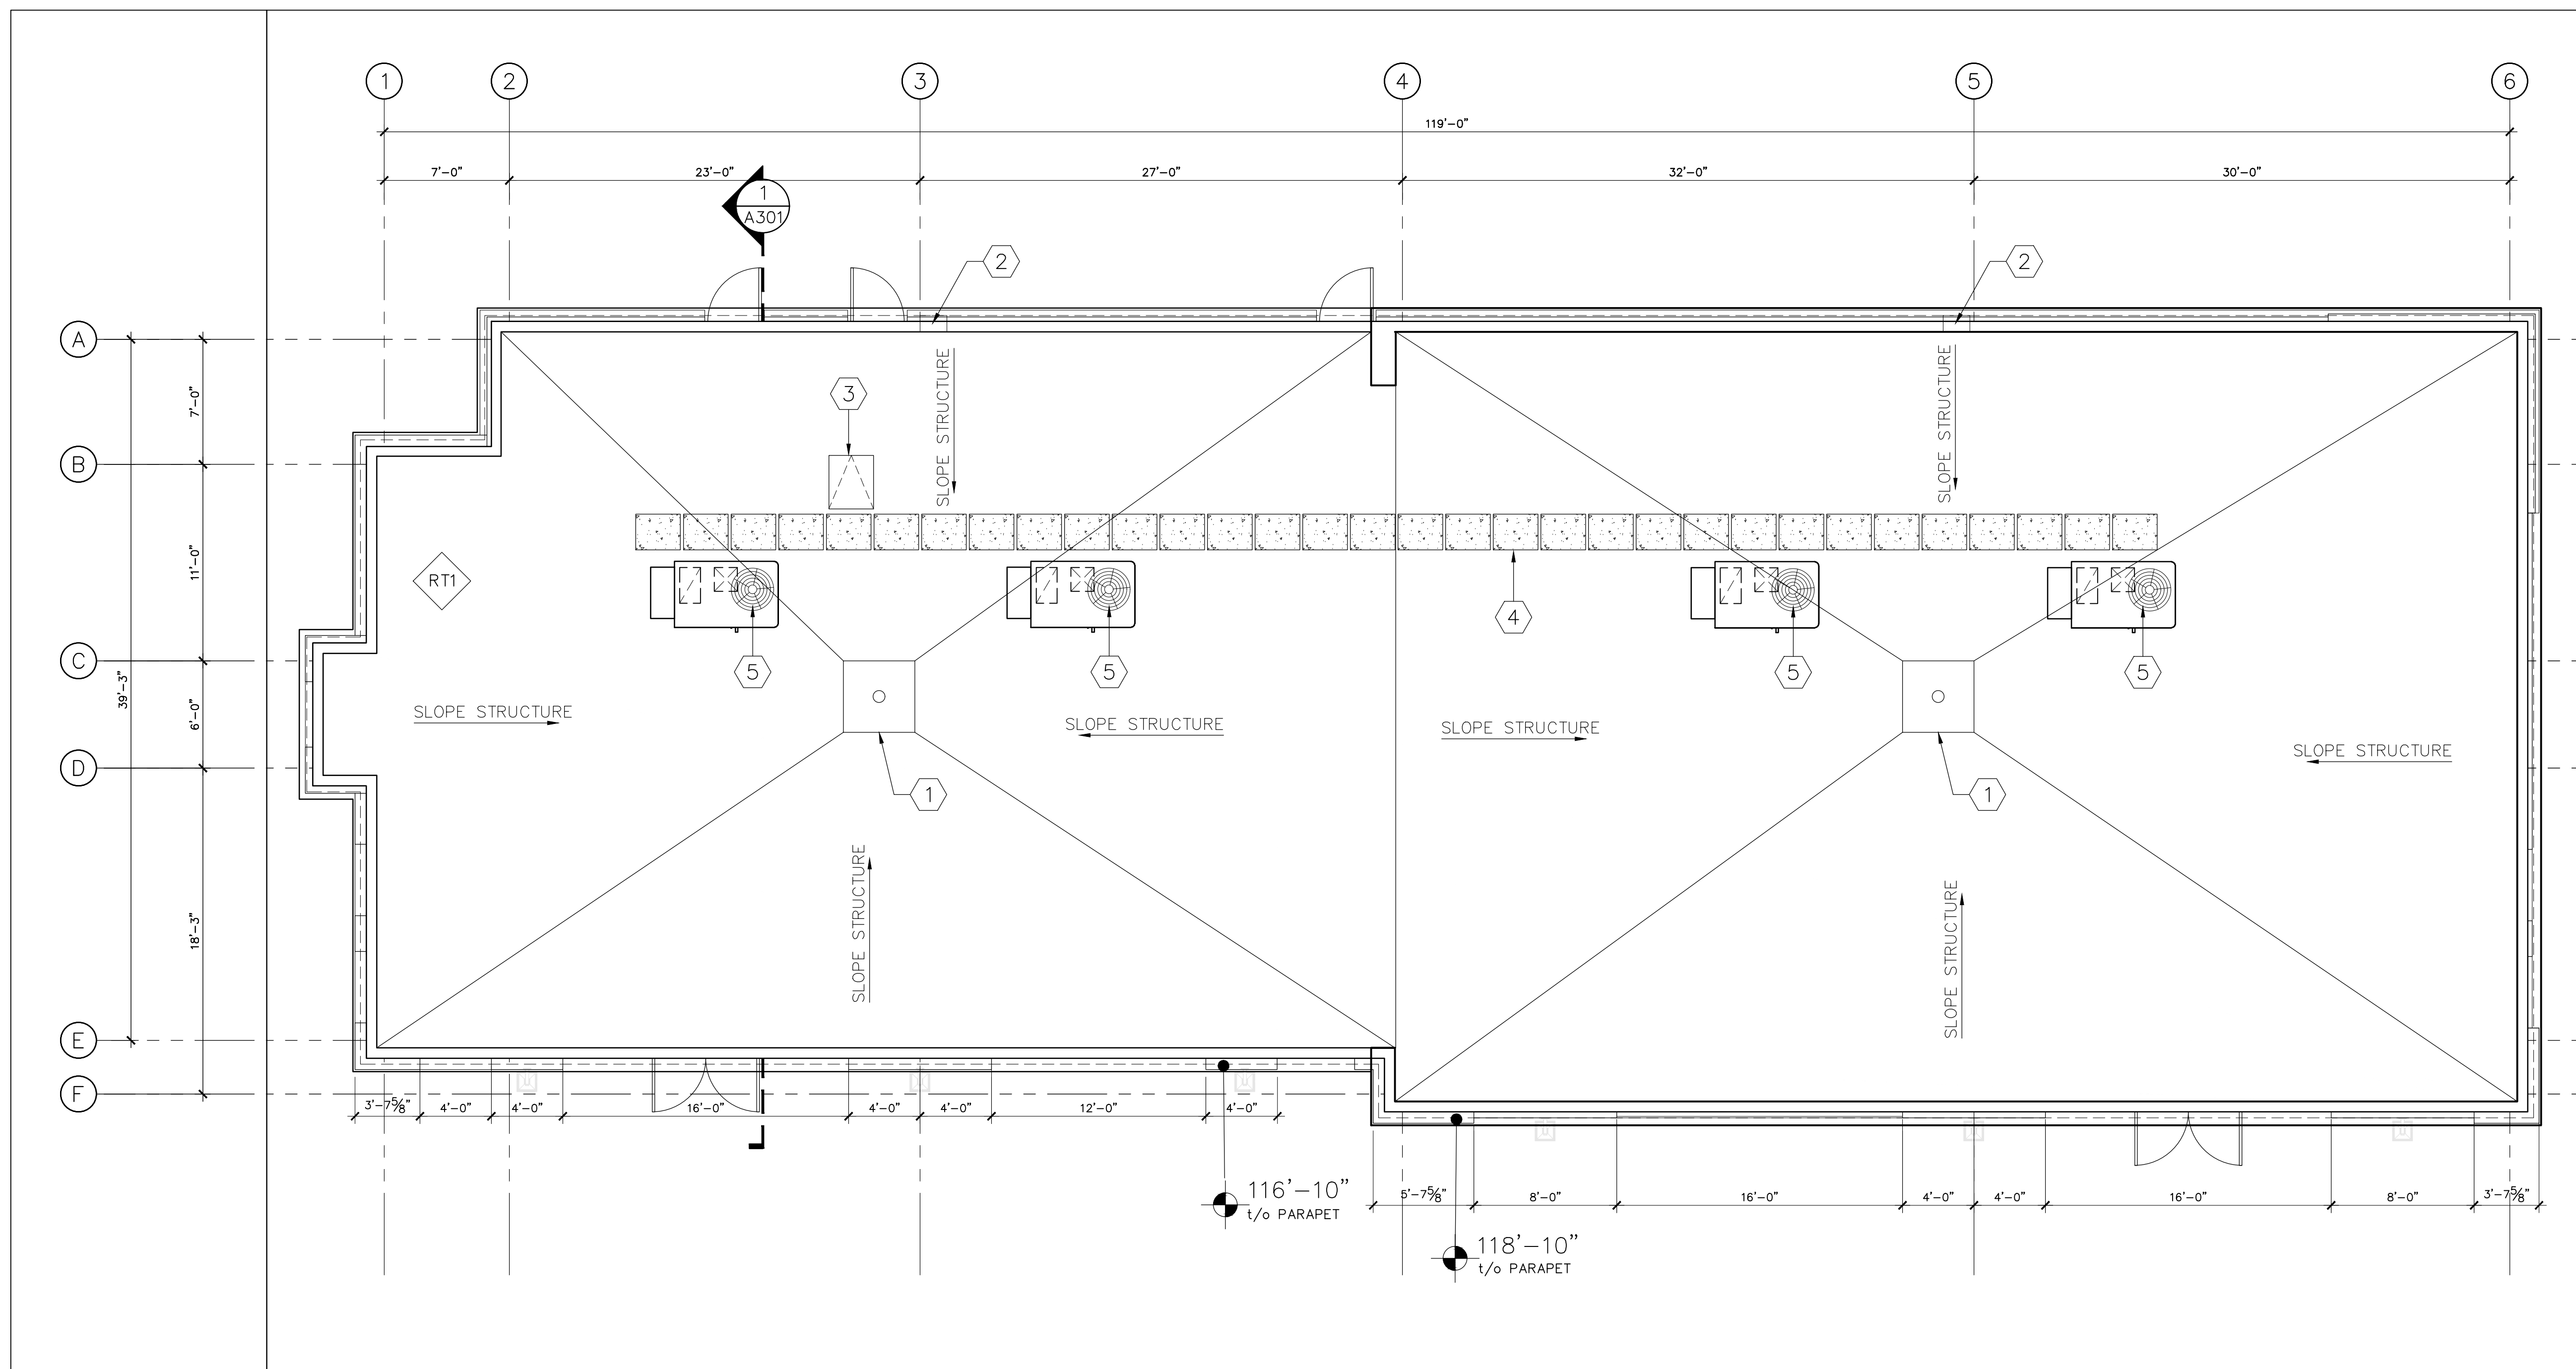 1
2
3
4
5
6
119'-0"
7'-0"
23'-0"
27'-0"
32'-0"
30'-0"
1
A301
2
2
A
B
C
D
E
F
39'-3"
7'-0"
11'-0"
6'-0"
18'-3"
3
SLOPE STRUCTURE
SLOPE STRUCTURE
RT1
4
5
5
5
5
SLOPE STRUCTURE
SLOPE STRUCTURE
SLOPE STRUCTURE
SLOPE STRUCTURE
1
1
SLOPE STRUCTURE
SLOPE STRUCTURE
3'-7⅝"
4'-0"
4'-0"
16'-0"
4'-0"
4'-0"
12'-0"
4'-0"
116'-10"
t/o PARAPET
5'-7⅝"
8'-0"
16'-0"
4'-0"
4'-0"
16'-0"
8'-0"
3'-7⅝"
118'-10"
t/o PARAPET